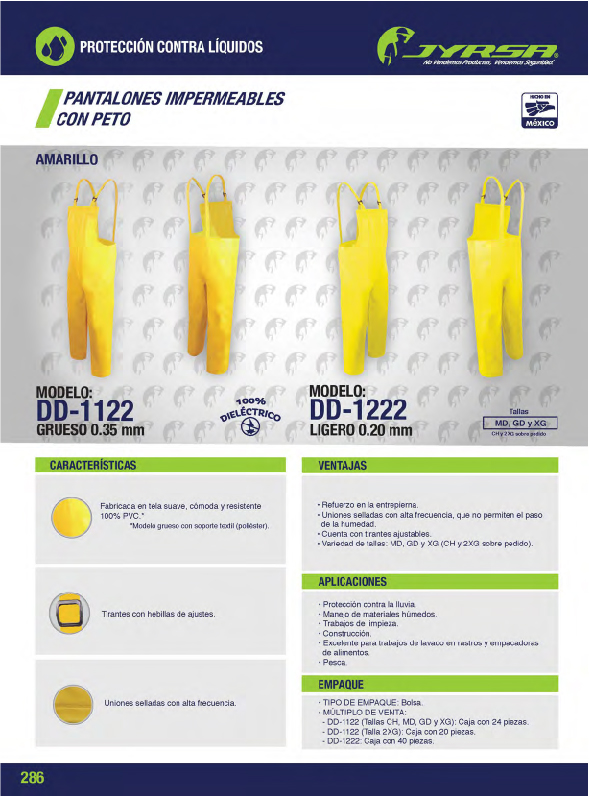 PROTECCIÓN CONTRA LÍQUIDOS
JYRSA®
No Vendemos Productos, Vendemos Seguridad.
PANTALONES IMPERMEABLES
CON PETO
HECHO EN
MéXICO
AMARILLO
MODELO:
DD-1122
GRUESO 0.35 mm
100%
DIELÉCTRICO
MODELO:
DD-1222
LIGERO 0.20 mm
Tallas
MD, GD y XG
CH y 2XG sobre pedido
CARACTERÍSTICAS
Fabricaca en tela suave, cómoda y resistente
100% PVC.*
*Modelo grueso con soporte textil (poliéster).
Tirantes con hebillas de ajustes.
Uniones selladas con alta frecuencia.
VENTAJAS
• Refuerzo en la entrepierna.
• Uniones selladas con alta frecuencia, que no permiten el paso
de la humedad.
• Cuenta con tirantes ajustables.
• Variedad de tallas: MD, GD y XG (CH y 2XG sobre pedido).
APLICACIONES
· Protección contra la lluvia.
· Manejo de materiales húmedos.
· Trabajos de limpieza.
· Construcción.
· Excelente para trabajos de lavado en rastros y empacadoras
de alimentos.
· Pesca.
EMPAQUE
· TIPO DE EMPAQUE: Bolsa.
· MÚLTIPLO DE VENTA:
- DD-1122 (Tallas CH, MD, GD y XG): Caja con 24 piezas.
- DD-1122 (Talla 2XG): Caja con 20 piezas.
- DD-1222: Caja con 40 piezas.
286